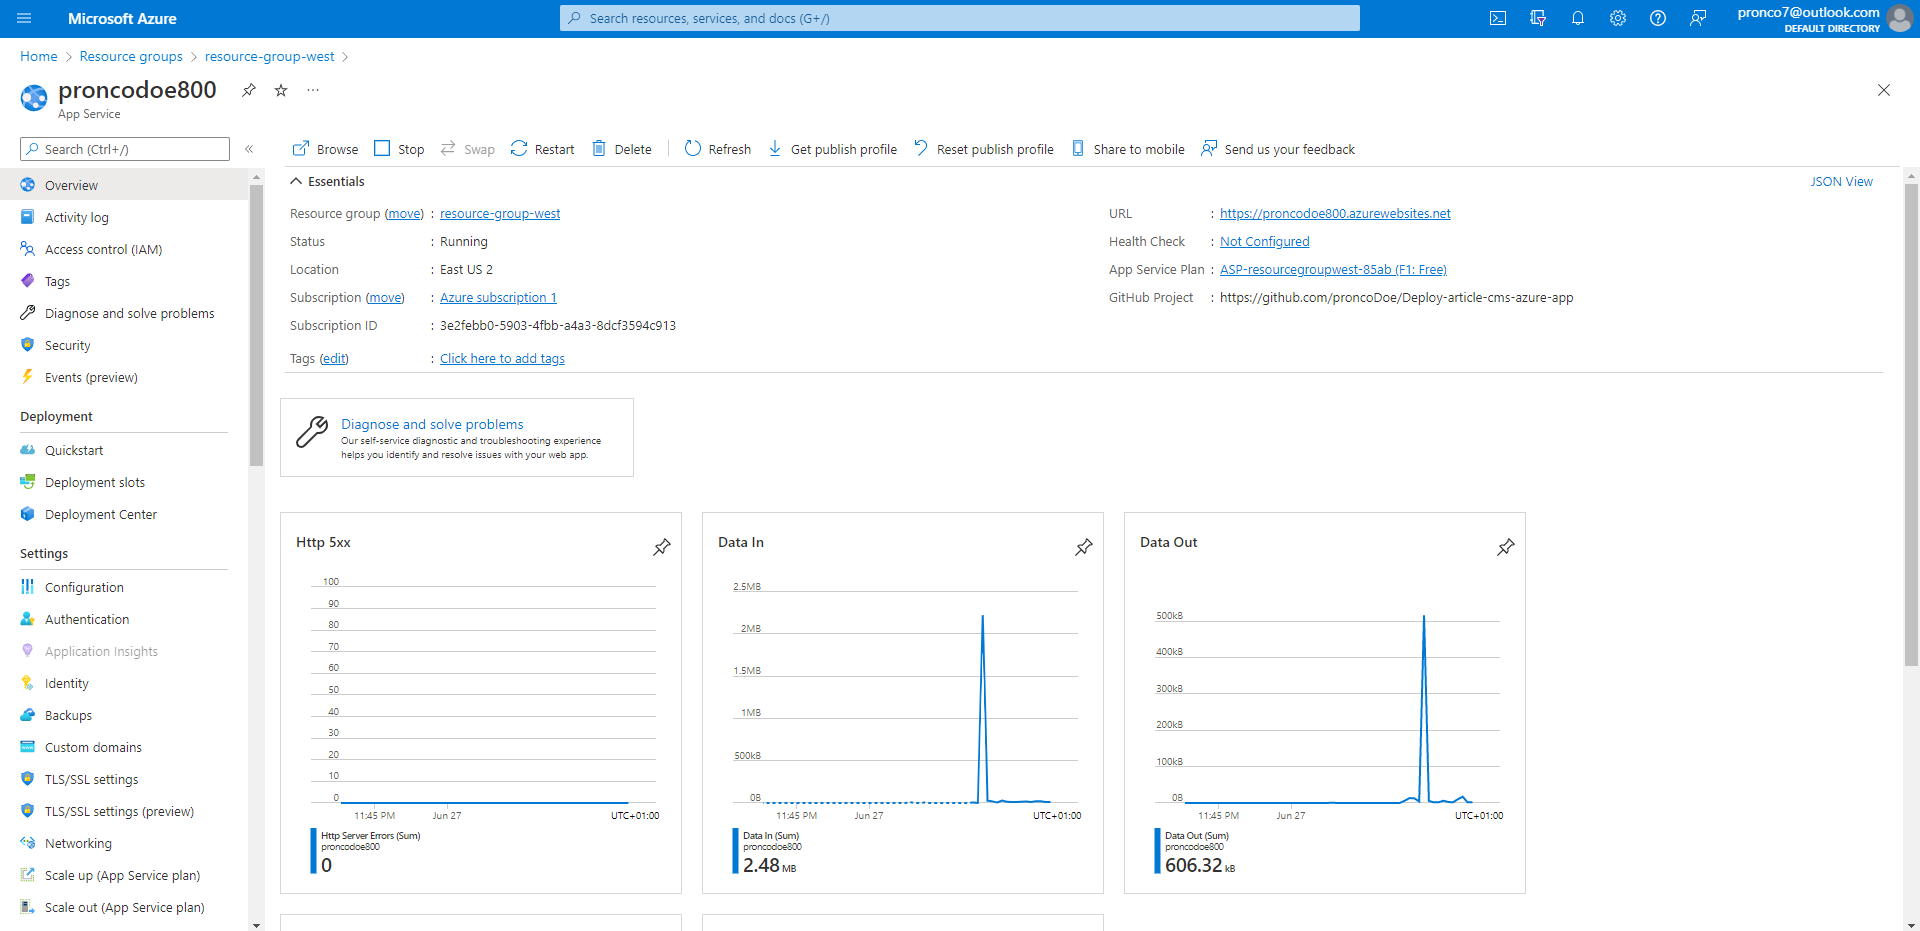 Microsoft Azure
Search resources, services, and docs (G+/)
pronco7@outlook.com
DEFAULT DIRECTORY
Home > Resource groups > resource-group-west >
proncodoe800
App Service
Search (Ctrl+/)
Overview
Activity log
Access control (IAM)
Tags
Diagnose and solve problems
Security
Events (preview)
Deployment
Quickstart
Deployment slots
Deployment Center
Settings
Configuration
Authentication
Application Insights
Identity
Backups
Custom domains
TLS/SSL settings
TLS/SSL settings (preview)
Networking
Scale up (App Service plan)
Scale out (App Service plan)
Browse Stop Swap Restart Delete Refresh Get publish profile Reset publish profile Share to mobile Send us your feedback
Essentials
JSON View
Resource group (move) : resource-group-west
Status : Running
Location : East US 2
Subscription (move) : Azure subscription 1
Subscription ID : 3e2febb0-5903-4fbb-a4a3-8dcf3594c913
Tags (edit) : Click here to add tags
URL : https://proncodoe800.azurewebsites.net
Health Check : Not Configured
App Service Plan : ASP-resourcegroupwest-85ab (F1: Free)
GitHub Project : https://github.com/proncoDoe/Deploy-article-cms-azure-app
Diagnose and solve problems
Our self-service diagnostic and troubleshooting experience
helps you identify and resolve issues with your web app.
Http 5xx
100
90
80
70
60
50
40
30
20
10
0
11:45 PM Jun 27 UTC+01:00
Http Server Errors (Sum)
proncodoe800
0
Data In
2.5MB
2MB
1.5MB
1MB
500kB
0B
11:45 PM Jun 27 UTC+01:00
Data In (Sum)
proncodoe800
2.48 MB
Data Out
500kB
400kB
300kB
200kB
100kB
0B
11:45 PM Jun 27 UTC+01:00
Data Out (Sum)
proncodoe800
606.32 kB